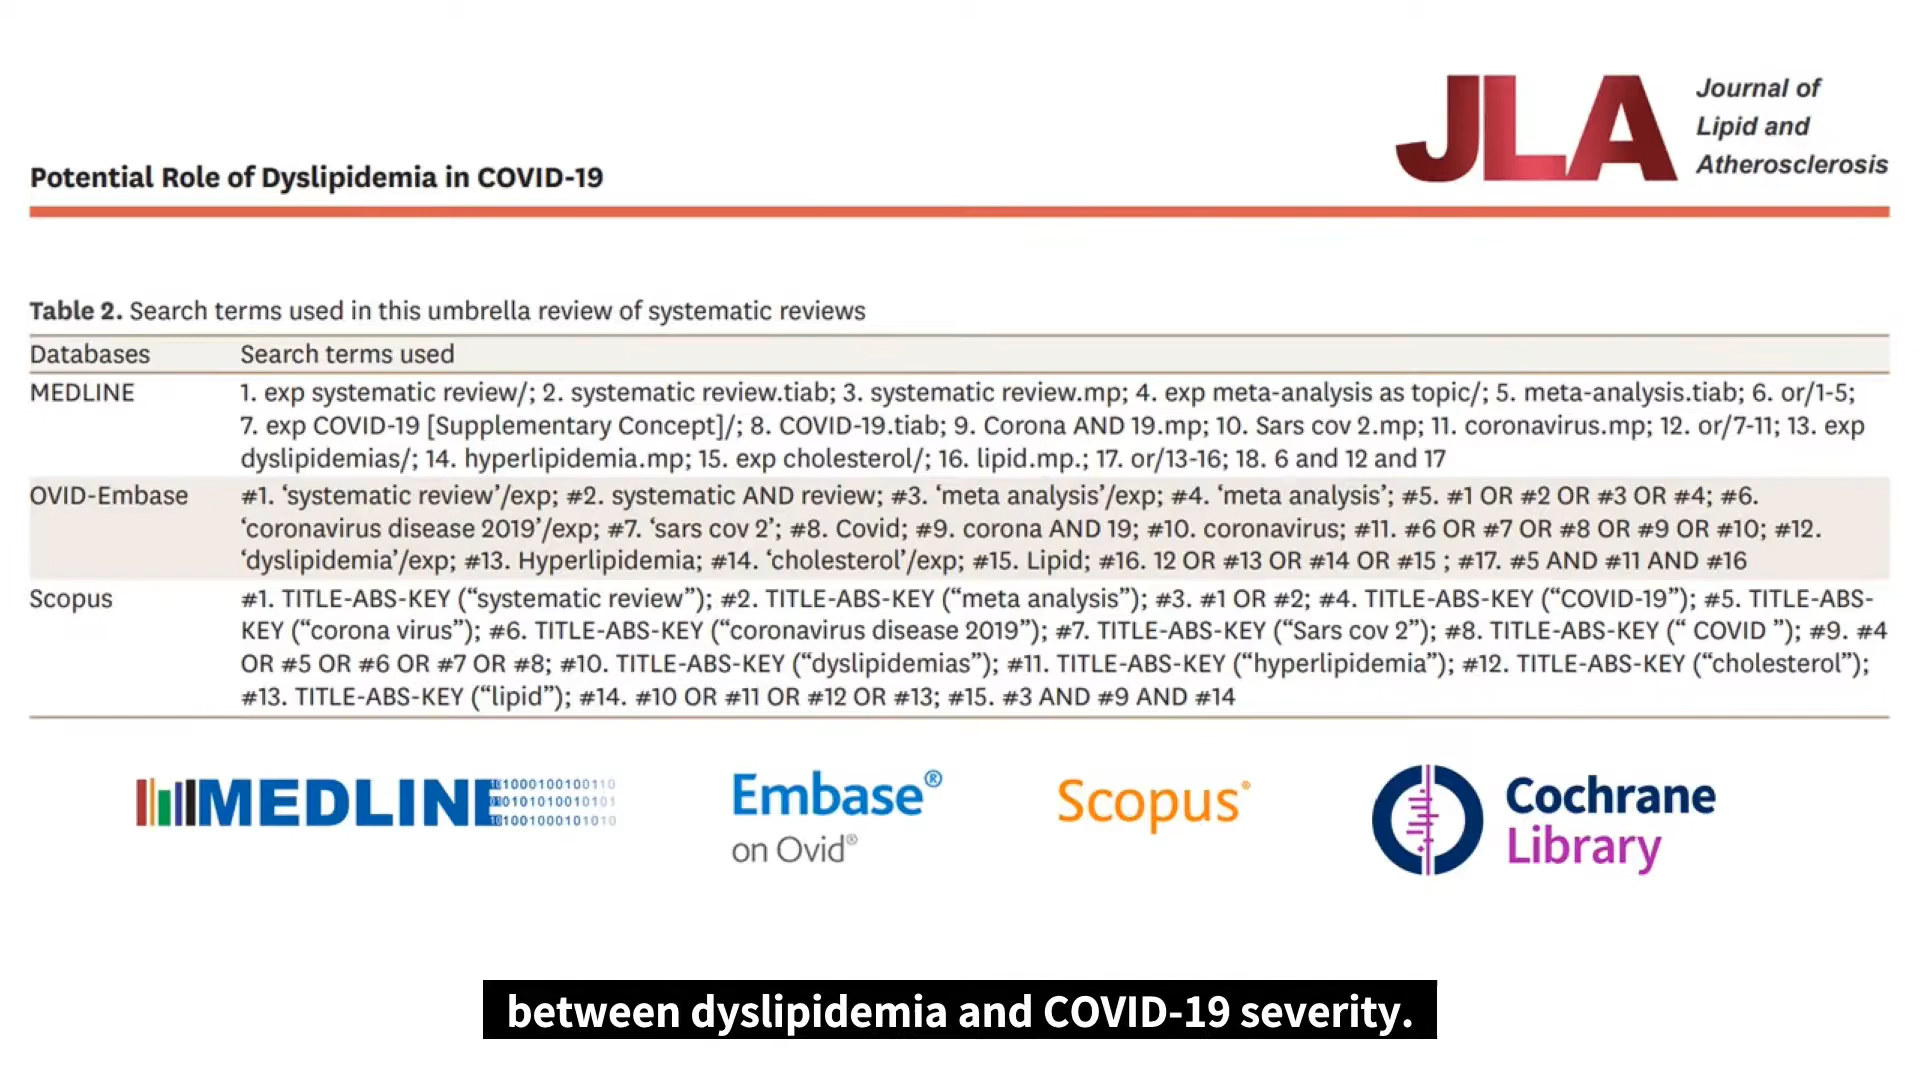 JLA
Journal of
Lipid and
Atherosclerosis
Potential Role of Dyslipidemia in COVID-19
Table 2. Search terms used in this umbrella review of systematic reviews
Databases Search terms used
MEDLINE 1. exp systematic review/; 2. systematic review.tiab; 3. systematic review.mp; 4. exp meta-analysis as topic/; 5. meta-analysis.tiab; 6. or/1-5;
7. exp COVID-19 [Supplementary Concept]/; 8. COVID-19.tiab; 9. Corona AND 19.mp; 10. Sars cov 2.mp; 11. coronavirus.mp; 12. or/7-11; 13. exp
dyslipidemias/; 14. hyperlipidemia.mp; 15. exp cholesterol/; 16. lipid.mp.; 17. or/13-16; 18. 6 and 12 and 17
OVID-Embase #1. ‘systematic review’/exp; #2. systematic AND review; #3. ‘meta analysis’/exp; #4. ‘meta analysis’; #5. #1 OR #2 OR #3 OR #4; #6.
‘coronavirus disease 2019’/exp; #7. ‘sars cov 2’; #8. Covid; #9. corona AND 19; #10. coronavirus; #11. #6 OR #7 OR #8 OR #9 OR #10; #12.
‘dyslipidemia’/exp; #13. Hyperlipidemia; #14. ‘cholesterol’/exp; #15. Lipid; #16. 12 OR #13 OR #14 OR #15 ; #17. #5 AND #11 AND #16
Scopus #1. TITLE-ABS-KEY (“systematic review”); #2. TITLE-ABS-KEY (“meta analysis”); #3. #1 OR #2; #4. TITLE-ABS-KEY (“COVID-19”); #5. TITLE-ABS-
KEY (“corona virus”); #6. TITLE-ABS-KEY (“coronavirus disease 2019”); #7. TITLE-ABS-KEY (“Sars cov 2”); #8. TITLE-ABS-KEY (“ COVID ”); #9. #4
OR #5 OR #6 OR #7 OR #8; #10. TITLE-ABS-KEY (“dyslipidemias”); #11. TITLE-ABS-KEY (“hyperlipidemia”); #12. TITLE-ABS-KEY (“cholesterol”);
#13. TITLE-ABS-KEY (“lipid”); #14. #10 OR #11 OR #12 OR #13; #15. #3 AND #9 AND #14
MEDLINE
Embase®
on Ovid®
Scopus®
Cochrane
Library
between dyslipidemia and COVID-19 severity.